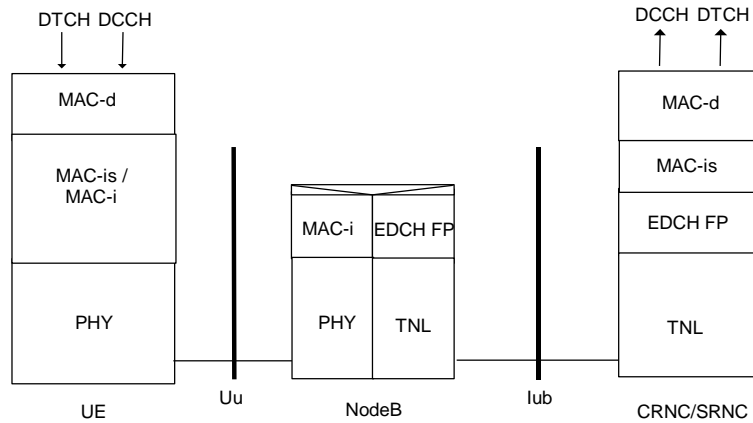 DTCH DCCH
MAC-d
MAC-is /
MAC-i
PHY
UE
Uu
MAC-i
EDCH FP
PHY
TNL
NodeB
Iub
DCCH DTCH
MAC-d
MAC-is
EDCH FP
TNL
CRNC/SRNC